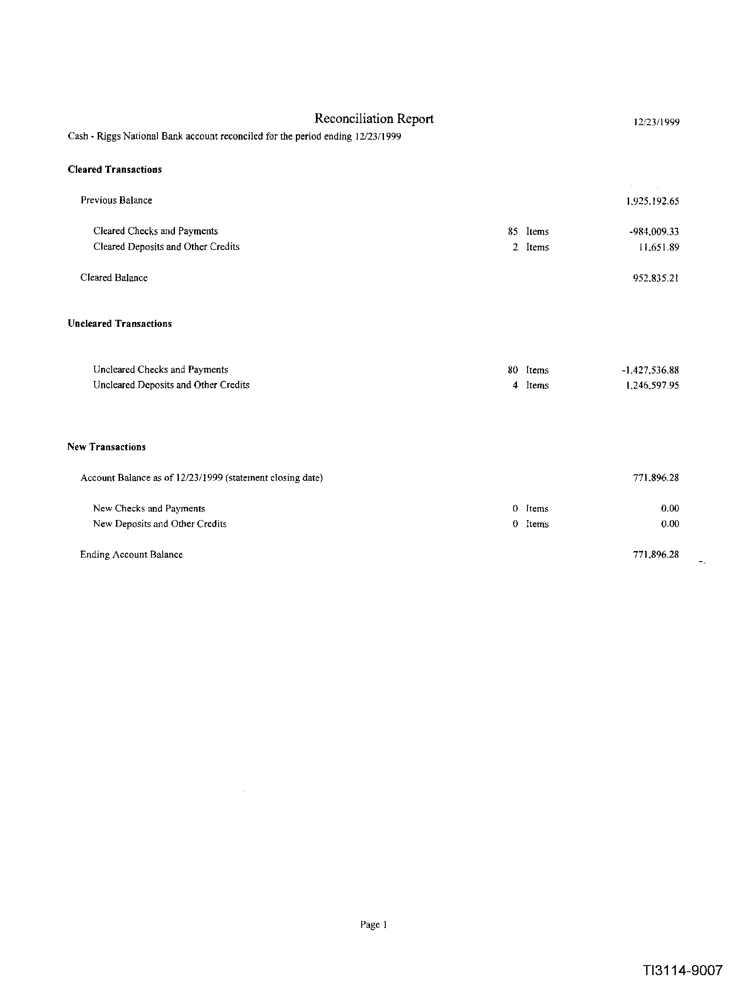 Reconciliation Report 12/23/1999
Cash - Riggs National Bank account reconciled for the period ending 12/23/1999
Cleared Transactions
Previous Balance 1,925,192.65
Cleared Checks and Payments 85 Items -984,009.33
Cleared Deposits and Other Credits 2 Items 11,651.89
Cleared Balance 952,835.21
Uncleared Transactions
Uncleared Checks and Payments 80 Items -1,427,536.88
Uncleared Deposits and Other Credits 4 Items 1,246,597.95
New Transactions
Account Balance as of 12/23/1999 (statement closing date) 771,896.28
New Checks and Payments 0 Items 0.00
New Deposits and Other Credits 0 Items 0.00
Ending Account Balance 771,896.28
Page 1
TI3114-9007